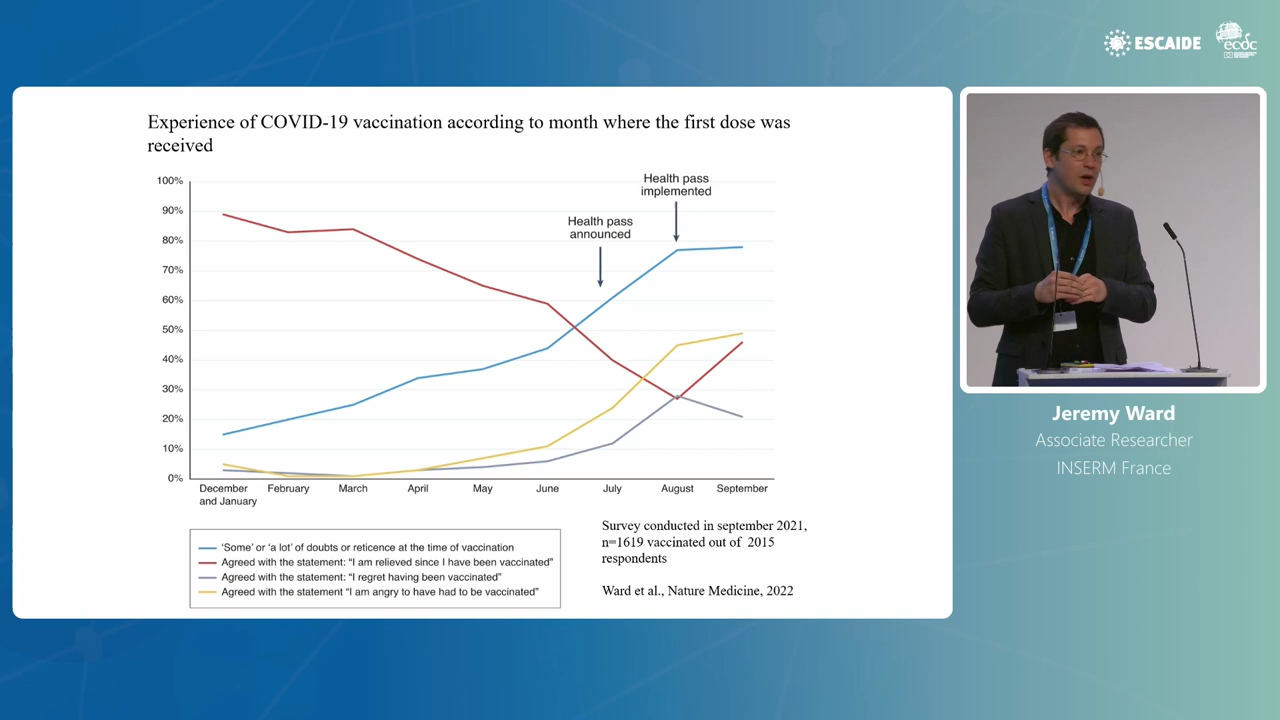 ESCAIDE
ecdc
Experience of COVID-19 vaccination according to month where the first dose was
received
100%
90%
80%
70%
60%
50%
40%
30%
20%
10%
0%
Health pass
announced
Health pass
implemented
December
and January
February
March
April
May
June
July
August
September
'Some' or 'a lot' of doubts or reticence at the time of vaccination
Agreed with the statement: "I am relieved since I have been vaccinated"
Agreed with the statement: "I regret having been vaccinated"
Agreed with the statement "I am angry to have had to be vaccinated"
Survey conducted in september 2021,
n=1619 vaccinated out of 2015
respondents
Ward et al., Nature Medicine, 2022
Jeremy Ward
Associate Researcher
INSERM France